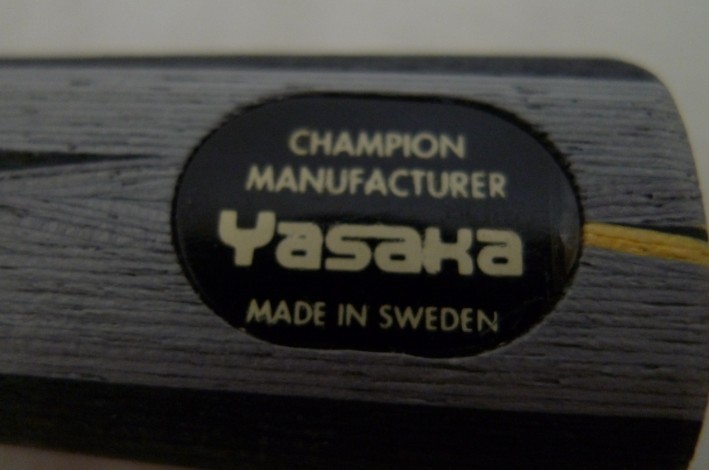 CHAMPION
MANUFACTURER
Yasaka
MADE IN SWEDEN